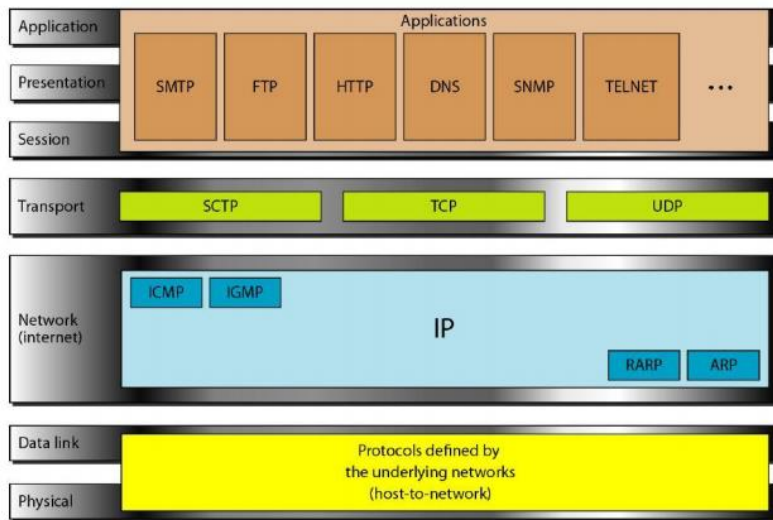 Application
Applications
Presentation
SMTP
FTP
HTTP
DNS
SNMP
TELNET
...
Session
Transport
SCTP
TCP
UDP
Network
(internet)
ICMP
IGMP
IP
RARP
ARP
Data link
Physical
Protocols defined by
the underlying networks
(host-to-network)